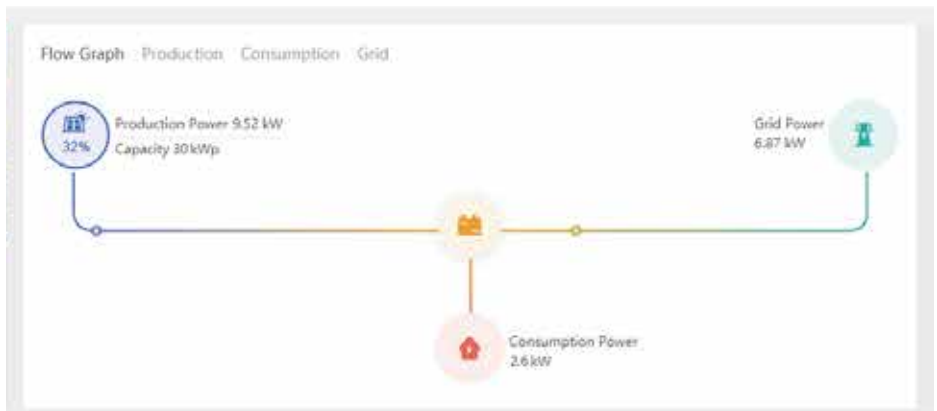 Flow Graph Production Consumption Grid
32%
Production Power 9.52 kW
Capacity 30 kWp
Grid Power
6.87 kW
Consumption Power
2.6 kW